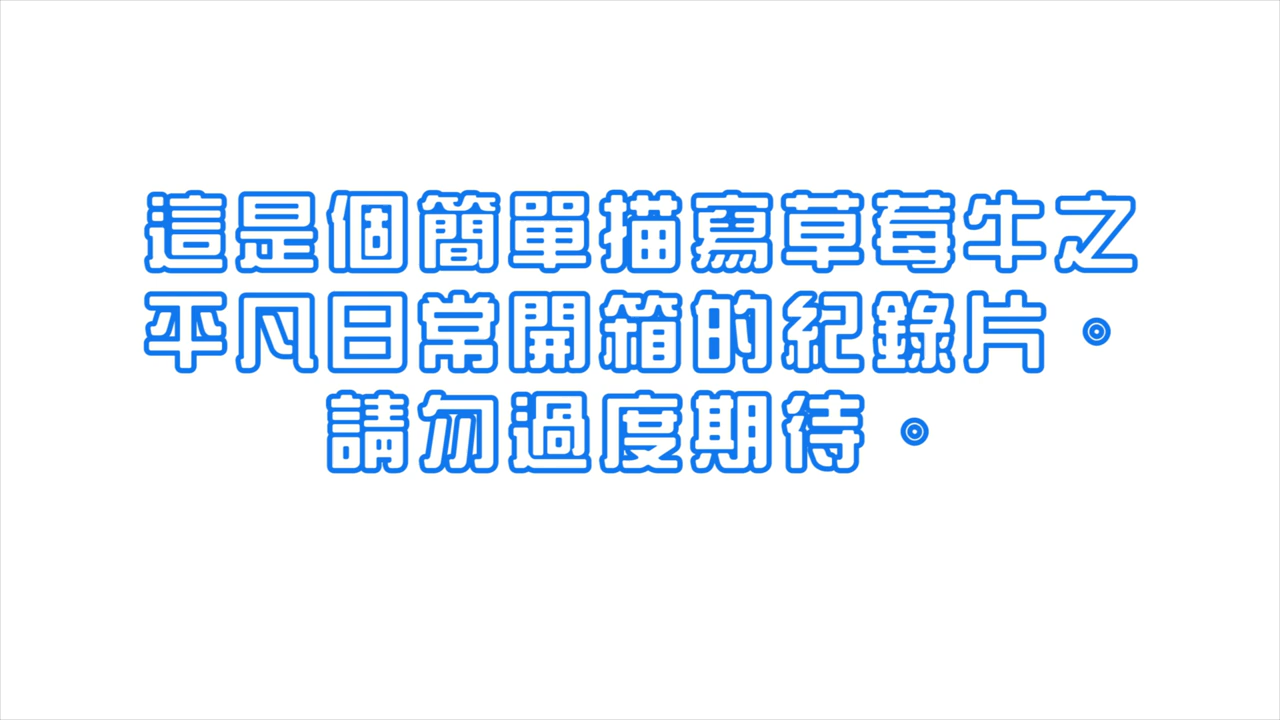 這是個簡單描寫草莓牛之
平凡日常開箱的紀錄片。
請勿過度期待。